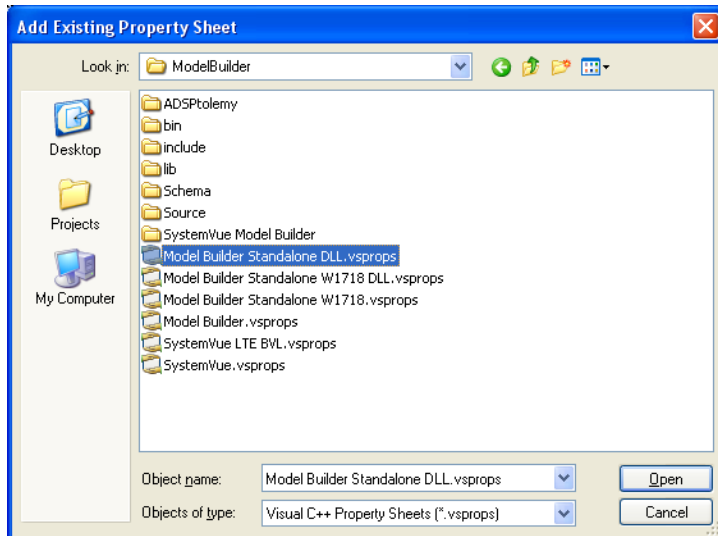 Add Existing Property Sheet
Look in: ModelBuilder
Desktop
Projects
My Computer
ADSPtolemy
bin
include
lib
Schema
Source
SystemVue Model Builder
Model Builder Standalone DLL.vsprops
Model Builder Standalone W1718 DLL.vsprops
Model Builder Standalone W1718.vsprops
Model Builder.vsprops
SystemVue LTE BVL.vsprops
SystemVue.vsprops
Object name: Model Builder Standalone DLL.vsprops Open
Objects of type: Visual C++ Property Sheets (*.vsprops) Cancel